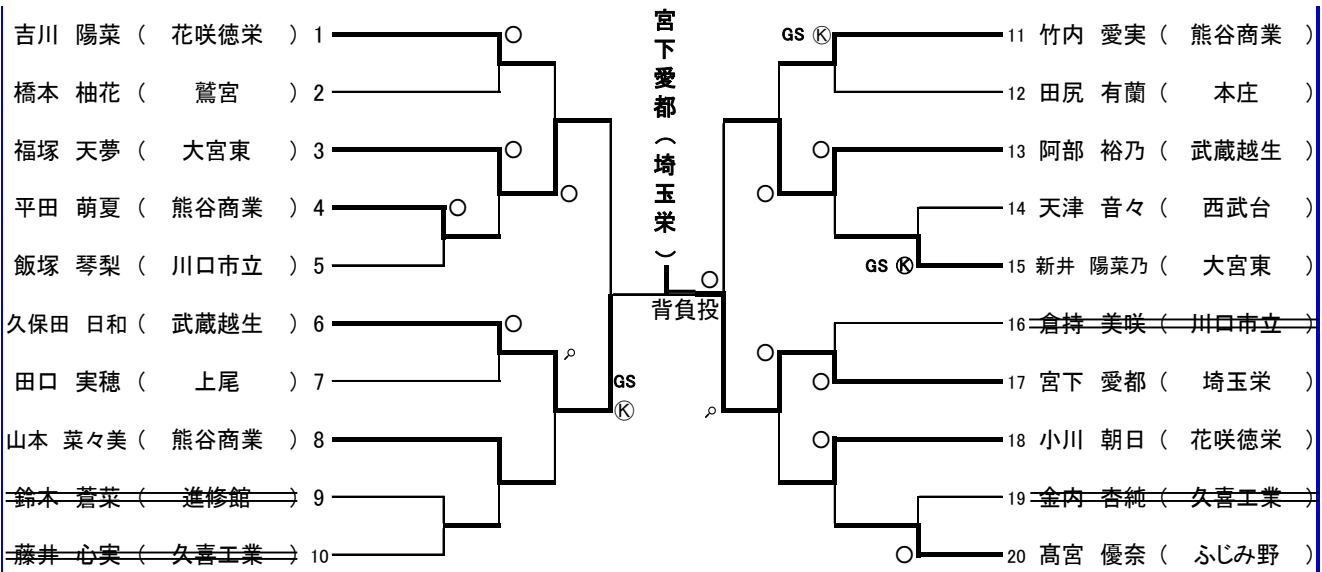 吉川 陽菜 （ 花咲徳栄 ） 1
橋本 柚花 （ 鷲宮 ） 2
福塚 天夢 （ 大宮東 ） 3
平田 萌夏 （ 熊谷商業 ） 4
飯塚 琴梨 （ 川口市立 ） 5
久保田 日和 （ 武蔵越生 ） 6
田口 実穂 （ 上尾 ） 7
山本 菜々美 （ 熊谷商業 ） 8
鈴木 蒼菜 （ 進修館 ） 9
藤井 心実 （ 久喜工業 ） 10
○
○
○
○
○
GS
Ⓚ
宮下愛都（埼玉栄）
○
背負投
GS Ⓚ
○
○
GS Ⓚ
○
○
○
○
11 竹内 愛実 （ 熊谷商業 ）
12 田尻 有蘭 （ 本庄 ）
13 阿部 裕乃 （ 武蔵越生 ）
14 天津 音々 （ 西武台 ）
15 新井 陽菜乃 （ 大宮東 ）
16 倉持 美咲 （ 川口市立 ）
17 宮下 愛都 （ 埼玉栄 ）
18 小川 朝日 （ 花咲徳栄 ）
19 金内 杏純 （ 久喜工業 ）
20 髙宮 優奈 （ ふじみ野 ）